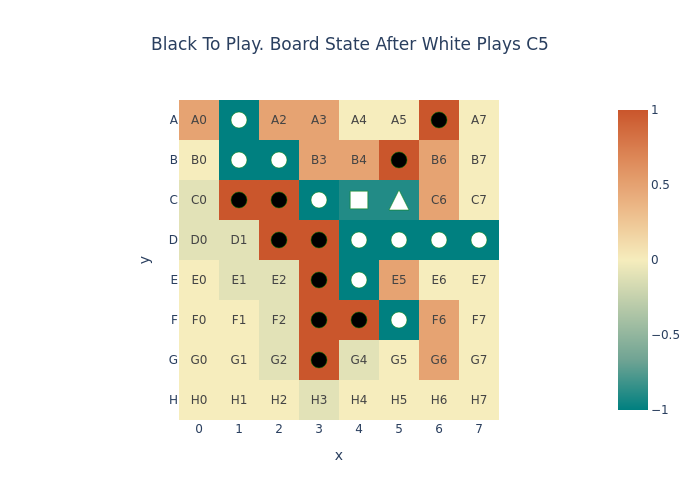 Black To Play. Board State After White Plays C5
A A0 A2 A3 A4 A5 A7
B B0 B3 B4 B6 B7
C C0 C6 C7
D D0 D1
E E0 E1 E2 E5 E6 E7
F F0 F1 F2 F6 F7
G G0 G1 G2 G4 G5 G6 G7
H H0 H1 H2 H3 H4 H5 H6 H7
0 1 2 3 4 5 6 7
x
y
1
0.5
0
−0.5
−1